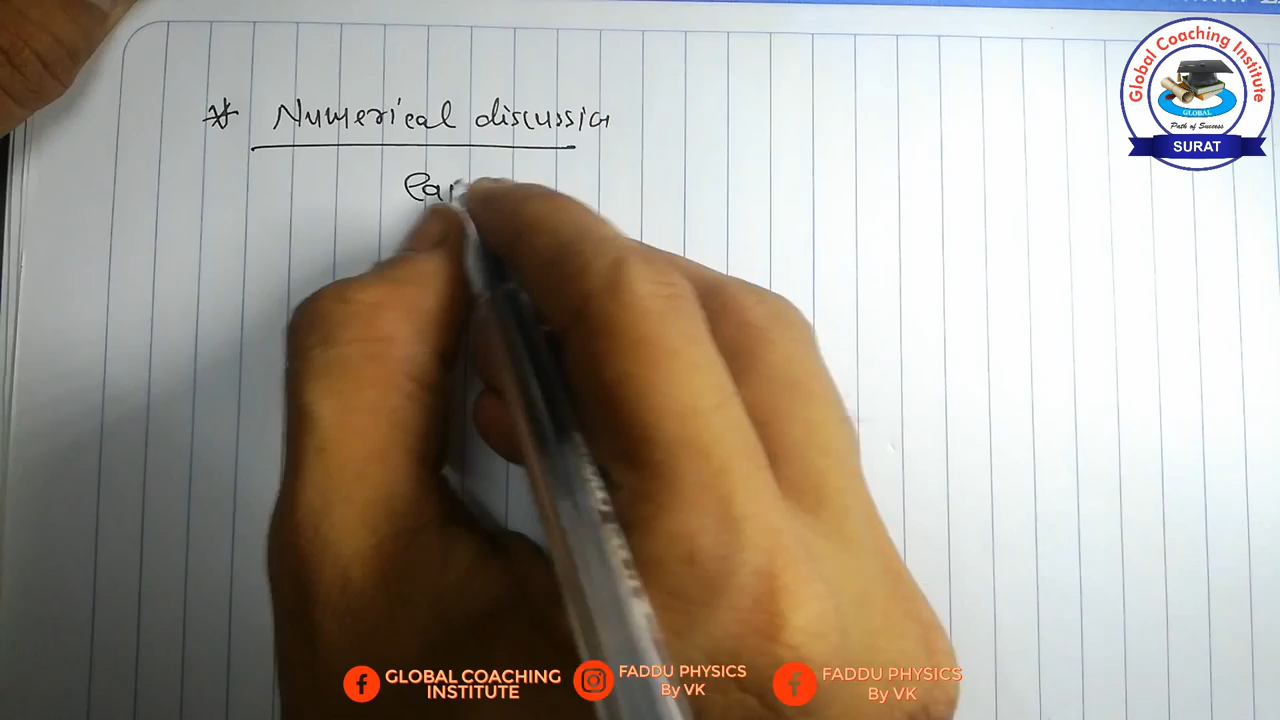 * Numerical discussion
Global Coaching Institute
GLOBAL
Path of Success
SURAT
GLOBAL COACHING INSTITUTE
FADDU PHYSICS By VK
FADDU PHYSICS By VK